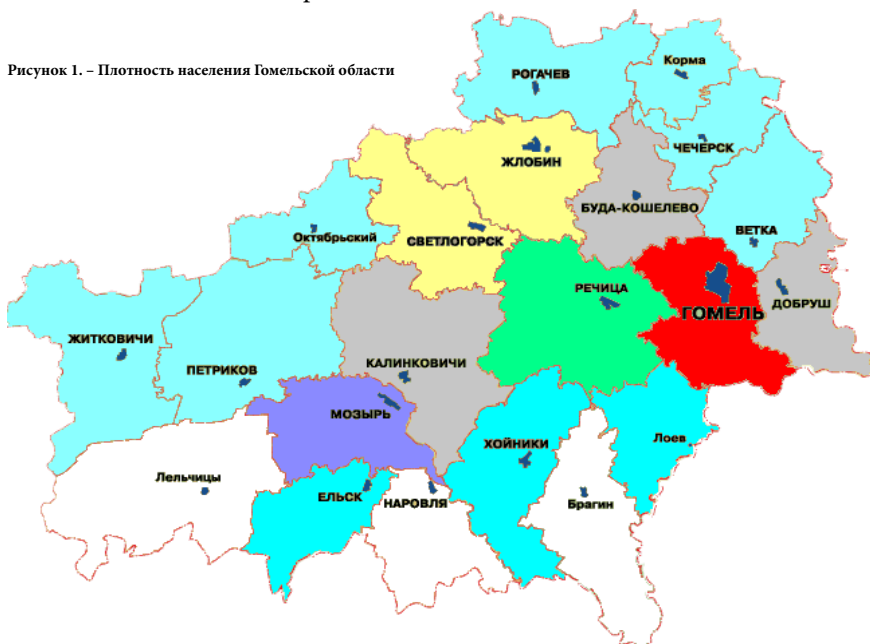 Рисунок 1. – Плотность населения Гомельской области
РОГАЧЕВ
Корма
ЖЛОБИН
ЧЕЧЕРСК
БУДА-КОШЕЛЕВО
Октябрьский
СВЕТЛОГОРСК
ВЕТКА
РЕЧИЦА
ГОМЕЛЬ
ДОБРУШ
ЖИТКОВИЧИ
ПЕТРИКОВ
КАЛИНКОВИЧИ
МОЗЫРЬ
ХОЙНИКИ
Лоев
Лельчицы
ЕЛЬСК
НАРОВЛЯ
Брагин